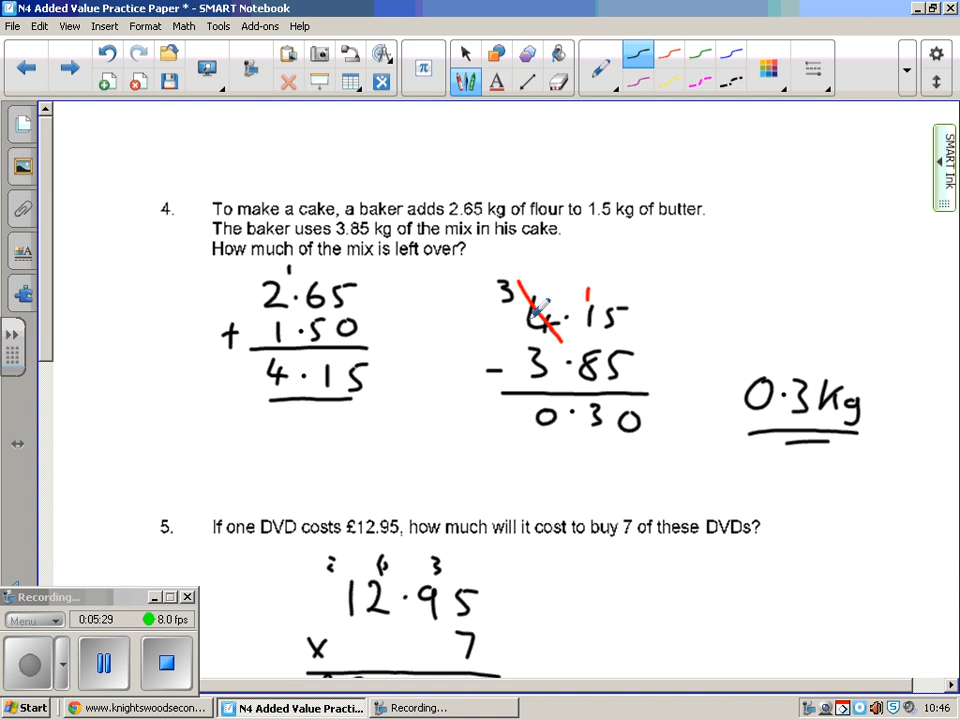 N4 Added Value Practice Paper * - SMART Notebook
File Edit View Insert Format Math Tools Add-ons Help
π
A
SMART Ink
4. To make a cake, a baker adds 2.65 kg of flour to 1.5 kg of butter.
The baker uses 3.85 kg of the mix in his cake.
How much of the mix is left over?
1
2.65
+ 1.50
4.15
3 1
4.15
- 3.85
0.30
0.3Kg
5. If one DVD costs £12.95, how much will it cost to buy 7 of these DVDs?
2 6 3
12.95
x 7
Recording...
Menu 0:05:29 8.0 fps
Start www.knightswoodsecon... N4 Added Value Practi... Recording... 10:46